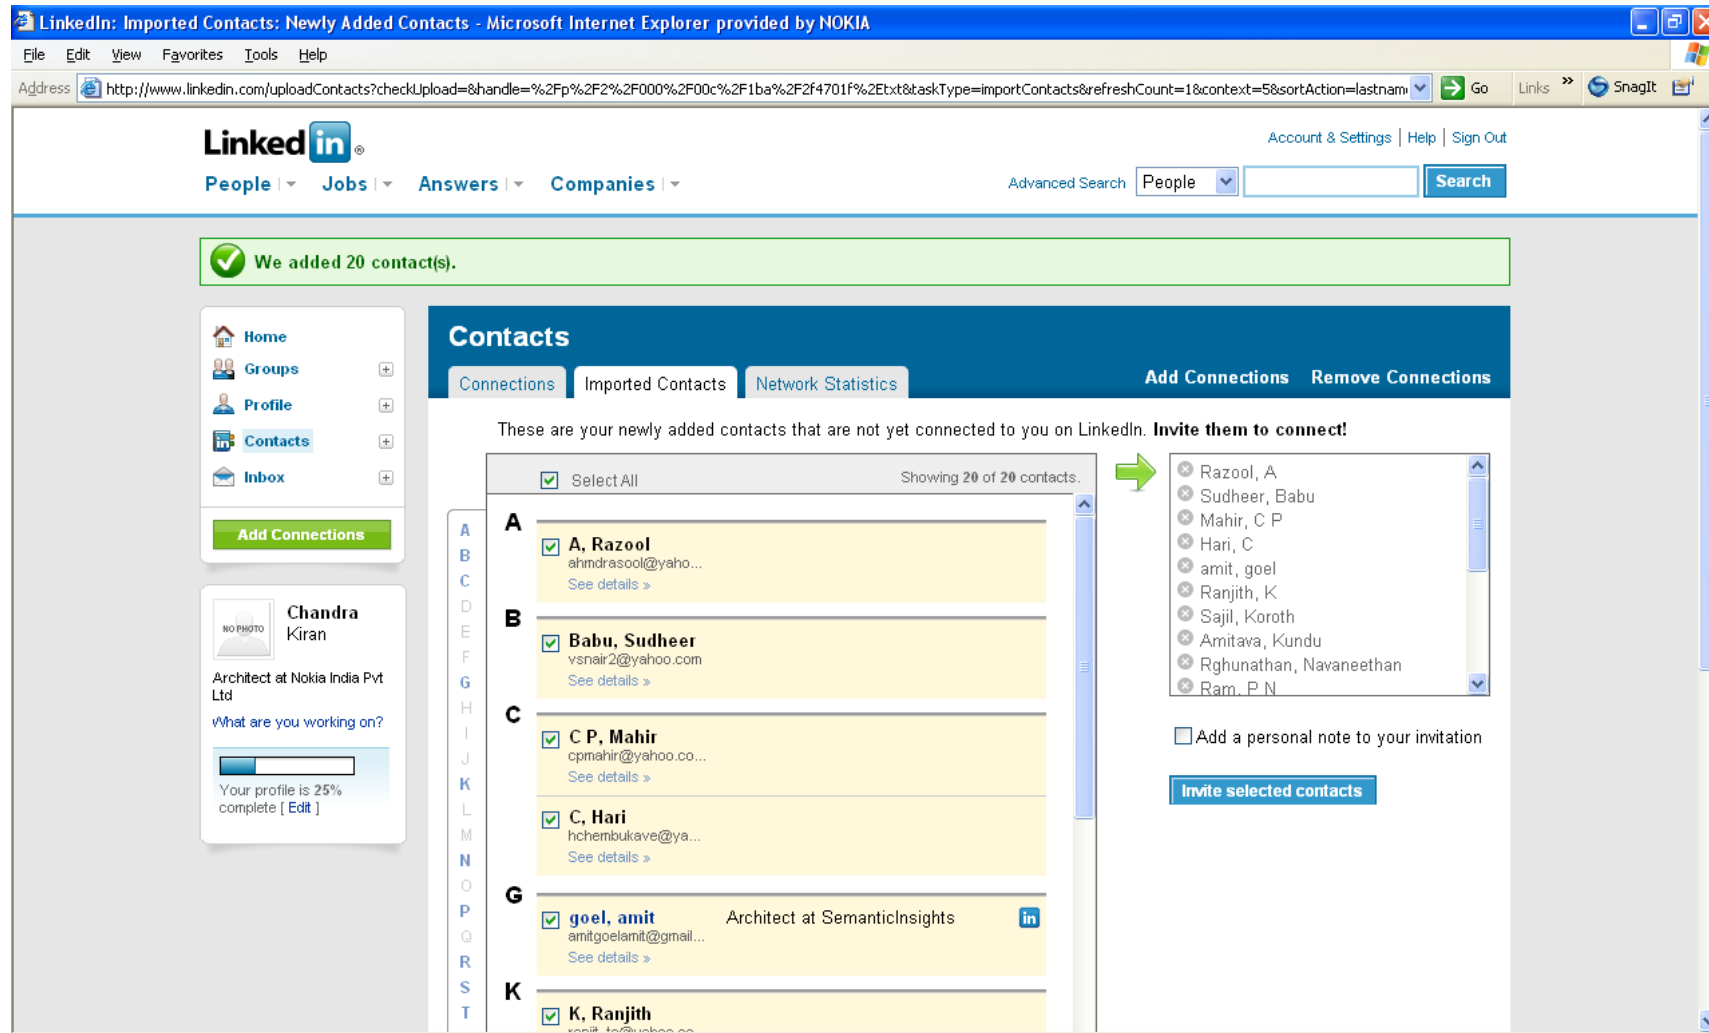 LinkedIn: Imported Contacts: Newly Added Contacts - Microsoft Internet Explorer provided by NOKIA
File Edit View Favorites Tools Help
Address http://www.linkedin.com/uploadContacts?checkUpload=&handle=%2Fp%2F2%2F000%2F00c%2F1ba%2F2f4701f%2Etxt&taskType=importContacts&refreshCount=1&context=5&sortAction=lastnam Go Links » SnagIt
Linked in ®
Account & Settings | Help | Sign Out
People Jobs Answers Companies
Advanced Search People Search
We added 20 contact(s).
Home
Groups
Profile
Contacts
Inbox
Add Connections
NO PHOTO
Chandra
Kiran
Architect at Nokia India Pvt
Ltd
What are you working on?
Your profile is 25%
complete [ Edit ]
Contacts
Connections Imported Contacts Network Statistics
Add Connections Remove Connections
These are your newly added contacts that are not yet connected to you on LinkedIn. Invite them to connect!
Select All
Showing 20 of 20 contacts.
A
B
C
D
E
F
G
H
I
J
K
L
M
N
O
P
Q
R
S
T
A
A, Razool
ahmdrasool@yaho...
See details »
B
Babu, Sudheer
vsnair2@yahoo.com
See details »
C
C P, Mahir
cpmahir@yahoo.co...
See details »
C, Hari
hchembukave@ya...
See details »
G
goel, amit Architect at SemanticInsights in
amitgoelamit@gmail...
See details »
K
K, Ranjith
Razool, A
Sudheer, Babu
Mahir, C P
Hari, C
amit, goel
Ranjith, K
Sajil, Koroth
Amitava, Kundu
Rghunathan, Navaneethan
Ram, P N
Add a personal note to your invitation
Invite selected contacts